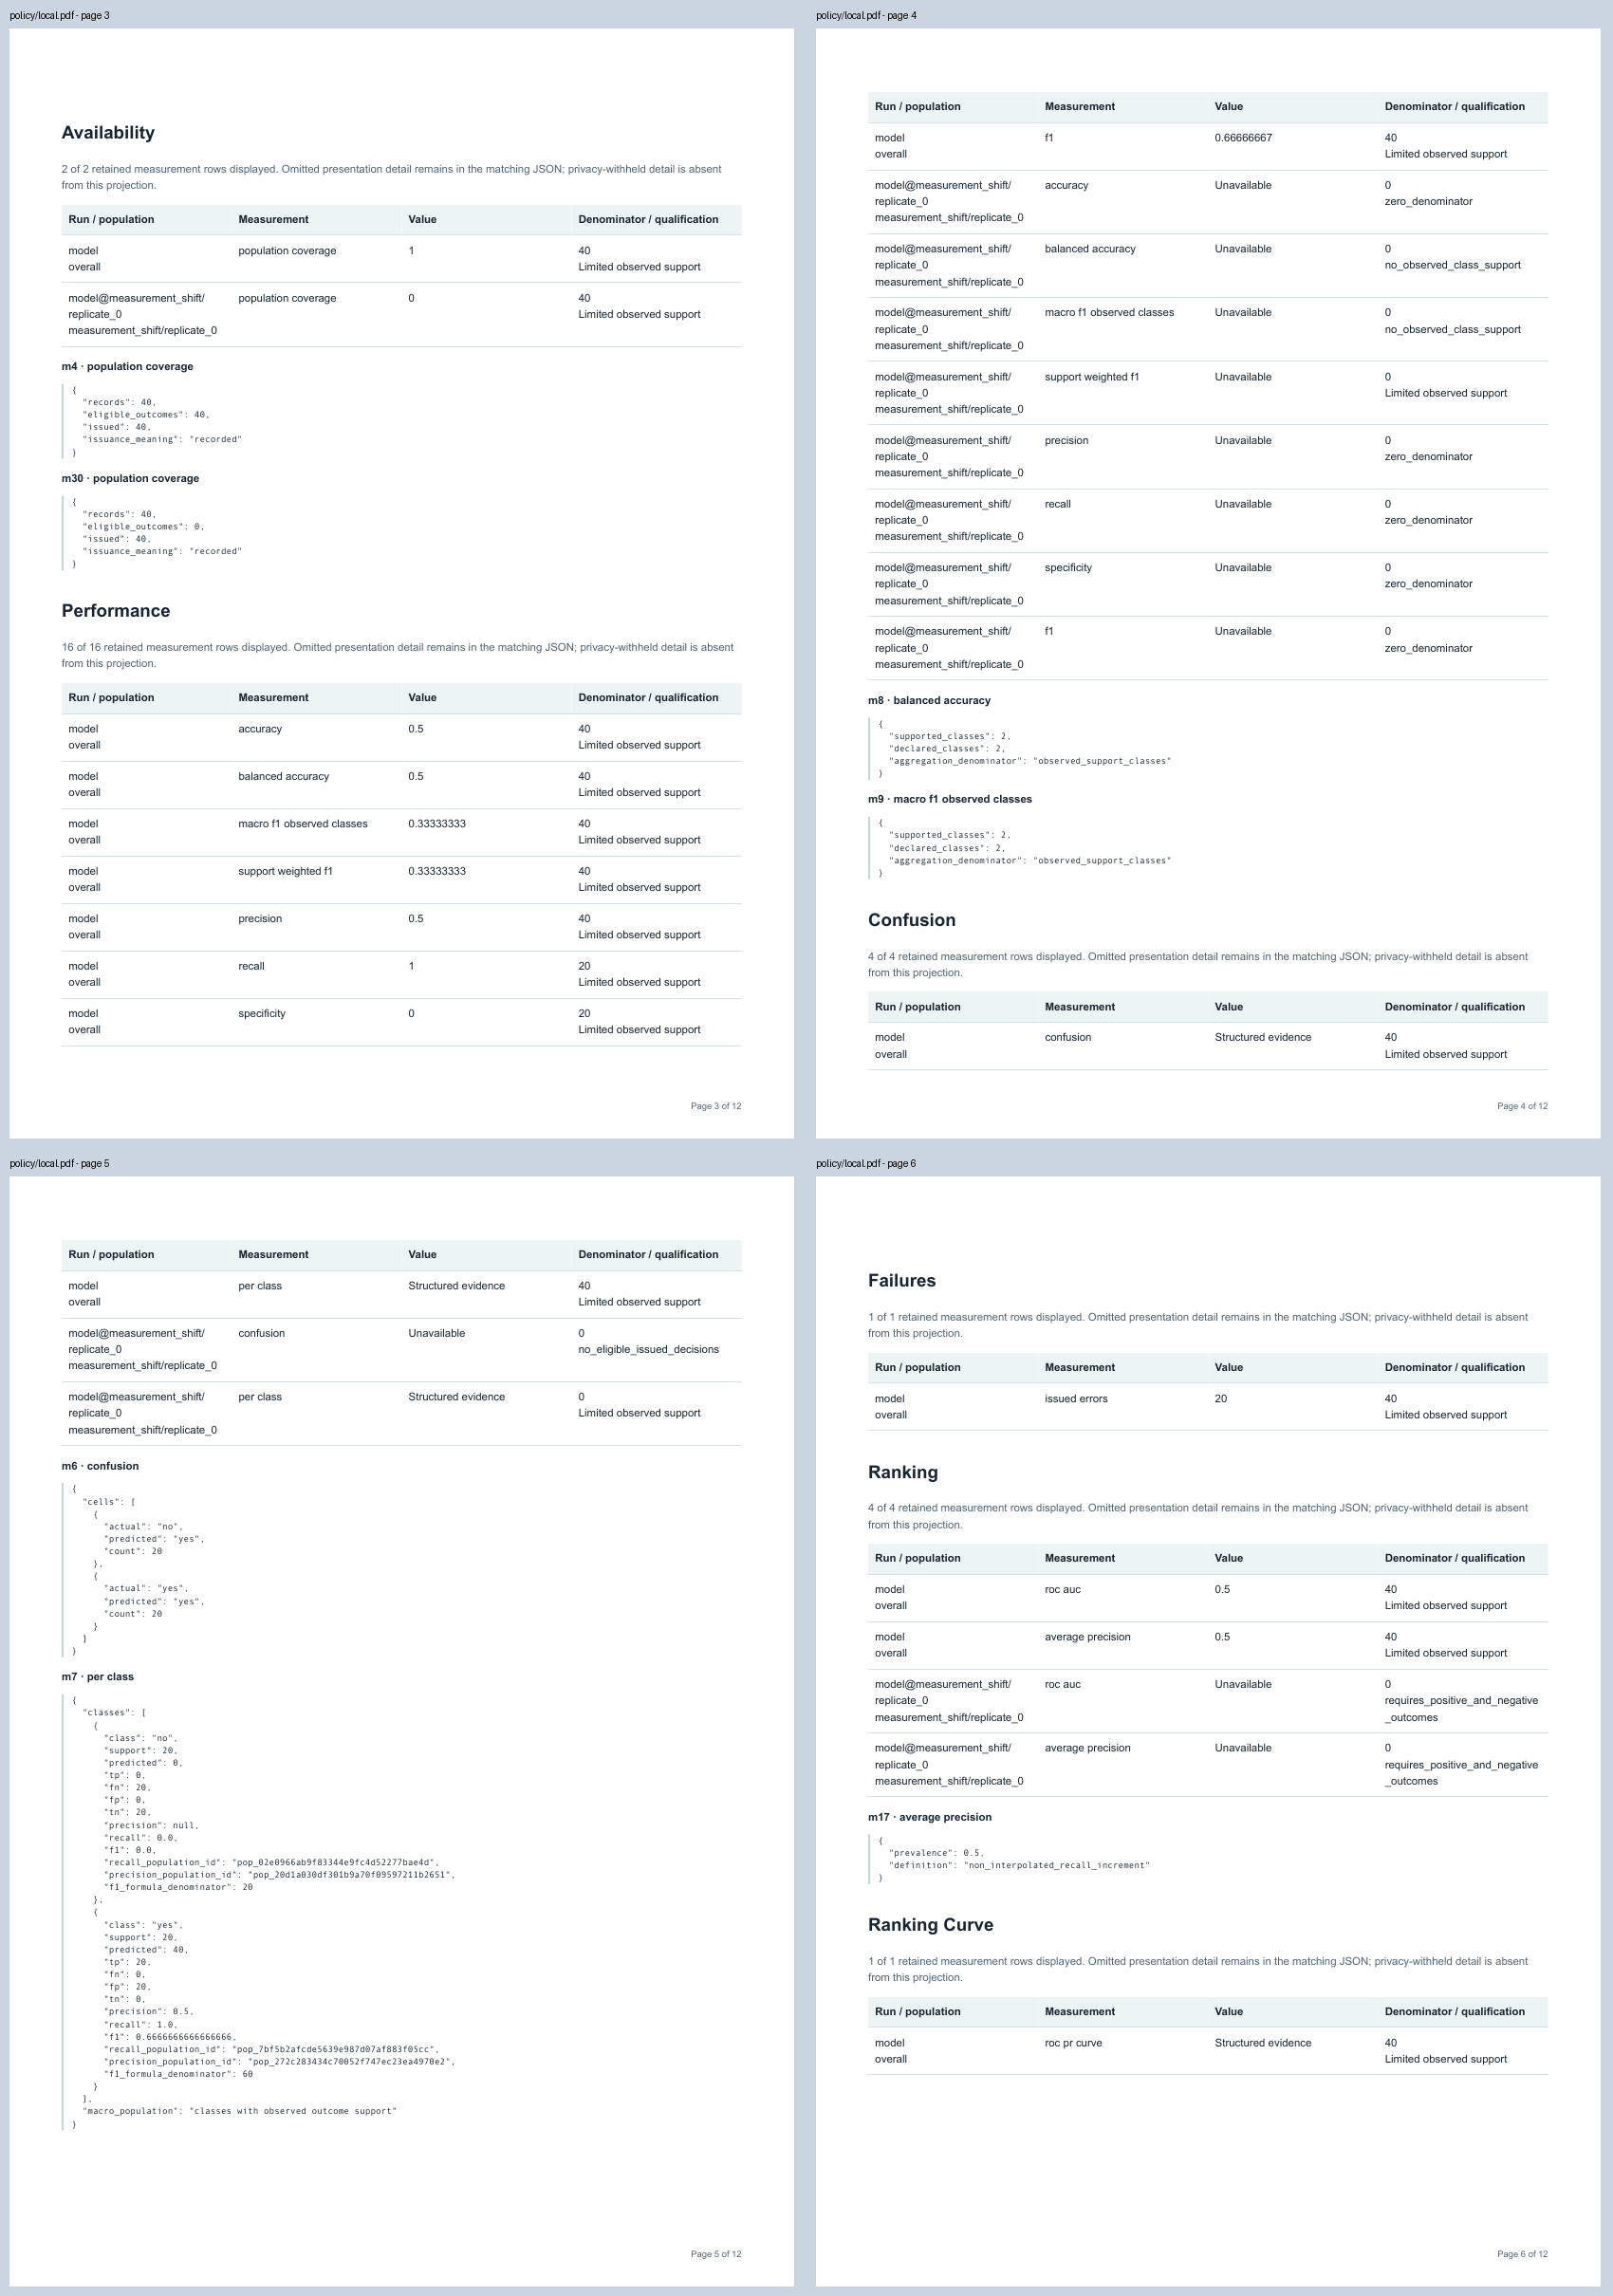 policy/local.pdf - page 3
Availability
2 of 2 retained measurement rows displayed. Omitted presentation detail remains in the matching JSON; privacy-withheld detail is absent
from this projection.
Run / population Measurement Value Denominator / qualification
model population coverage 1 40
overall Limited observed support
model@measurement_shift/ population coverage 0 40
replicate_0 Limited observed support
measurement_shift/replicate_0
m4 · population coverage
{
"records": 40,
"eligible_outcomes": 40,
"issued": 40,
"issuance_meaning": "recorded"
}
m30 · population coverage
{
"records": 40,
"eligible_outcomes": 0,
"issued": 40,
"issuance_meaning": "recorded"
}
Performance
16 of 16 retained measurement rows displayed. Omitted presentation detail remains in the matching JSON; privacy-withheld detail is absent
from this projection.
Run / population Measurement Value Denominator / qualification
model accuracy 0.5 40
overall Limited observed support
model balanced accuracy 0.5 40
overall Limited observed support
model macro f1 observed classes 0.33333333 40
overall Limited observed support
model support weighted f1 0.33333333 40
overall Limited observed support
model precision 0.5 40
overall Limited observed support
model recall 1 20
overall Limited observed support
model specificity 0 20
overall Limited observed support
Page 3 of 12
policy/local.pdf - page 4
Run / population Measurement Value Denominator / qualification
model f1 0.66666667 40
overall Limited observed support
model@measurement_shift/ accuracy Unavailable 0
replicate_0 zero_denominator
measurement_shift/replicate_0
model@measurement_shift/ balanced accuracy Unavailable 0
replicate_0 no_observed_class_support
measurement_shift/replicate_0
model@measurement_shift/ macro f1 observed classes Unavailable 0
replicate_0 no_observed_class_support
measurement_shift/replicate_0
model@measurement_shift/ support weighted f1 Unavailable 0
replicate_0 Limited observed support
measurement_shift/replicate_0
model@measurement_shift/ precision Unavailable 0
replicate_0 zero_denominator
measurement_shift/replicate_0
model@measurement_shift/ recall Unavailable 0
replicate_0 zero_denominator
measurement_shift/replicate_0
model@measurement_shift/ specificity Unavailable 0
replicate_0 zero_denominator
measurement_shift/replicate_0
model@measurement_shift/ f1 Unavailable 0
replicate_0 zero_denominator
measurement_shift/replicate_0
m8 · balanced accuracy
{
"supported_classes": 2,
"declared_classes": 2,
"aggregation_denominator": "observed_support_classes"
}
m9 · macro f1 observed classes
{
"supported_classes": 2,
"declared_classes": 2,
"aggregation_denominator": "observed_support_classes"
}
Confusion
4 of 4 retained measurement rows displayed. Omitted presentation detail remains in the matching JSON; privacy-withheld detail is absent
from this projection.
Run / population Measurement Value Denominator / qualification
model confusion Structured evidence 40
overall Limited observed support
Page 4 of 12
policy/local.pdf - page 5
Run / population Measurement Value Denominator / qualification
model per class Structured evidence 40
overall Limited observed support
model@measurement_shift/ confusion Unavailable 0
replicate_0 no_eligible_issued_decisions
measurement_shift/replicate_0
model@measurement_shift/ per class Structured evidence 0
replicate_0 Limited observed support
measurement_shift/replicate_0
m6 · confusion
{
"cells": [
{
"actual": "no",
"predicted": "yes",
"count": 20
},
{
"actual": "yes",
"predicted": "yes",
"count": 20
}
]
}
m7 · per class
{
"classes": [
{
"class": "no",
"support": 20,
"predicted": 0,
"tp": 0,
"fn": 20,
"fp": 0,
"tn": 20,
"precision": null,
"recall": 0.0,
"f1": 0.0,
"recall_population_id": "pop_02e0966ab9f83344e9fc4d52277bae4d",
"precision_population_id": "pop_20d1a030df301b9a70f09597211b2651",
"f1_formula_denominator": 20
},
{
"class": "yes",
"support": 20,
"predicted": 40,
"tp": 20,
"fn": 0,
"fp": 20,
"tn": 0,
"precision": 0.5,
"recall": 1.0,
"f1": 0.6666666666666666,
"recall_population_id": "pop_7bf5b2afcde5639e987d07af883f05cc",
"precision_population_id": "pop_272c283434c70052f747ec23ea4970e2",
"f1_formula_denominator": 60
}
],
"macro_population": "classes with observed outcome support"
}
Page 5 of 12
policy/local.pdf - page 6
Failures
1 of 1 retained measurement rows displayed. Omitted presentation detail remains in the matching JSON; privacy-withheld detail is absent
from this projection.
Run / population Measurement Value Denominator / qualification
model issued errors 20 40
overall Limited observed support
Ranking
4 of 4 retained measurement rows displayed. Omitted presentation detail remains in the matching JSON; privacy-withheld detail is absent
from this projection.
Run / population Measurement Value Denominator / qualification
model roc auc 0.5 40
overall Limited observed support
model average precision 0.5 40
overall Limited observed support
model@measurement_shift/ roc auc Unavailable 0
replicate_0 requires_positive_and_negative
measurement_shift/replicate_0 _outcomes
model@measurement_shift/ average precision Unavailable 0
replicate_0 requires_positive_and_negative
measurement_shift/replicate_0 _outcomes
m17 · average precision
{
"prevalence": 0.5,
"definition": "non_interpolated_recall_increment"
}
Ranking Curve
1 of 1 retained measurement rows displayed. Omitted presentation detail remains in the matching JSON; privacy-withheld detail is absent
from this projection.
Run / population Measurement Value Denominator / qualification
model roc pr curve Structured evidence 40
overall Limited observed support
Page 6 of 12